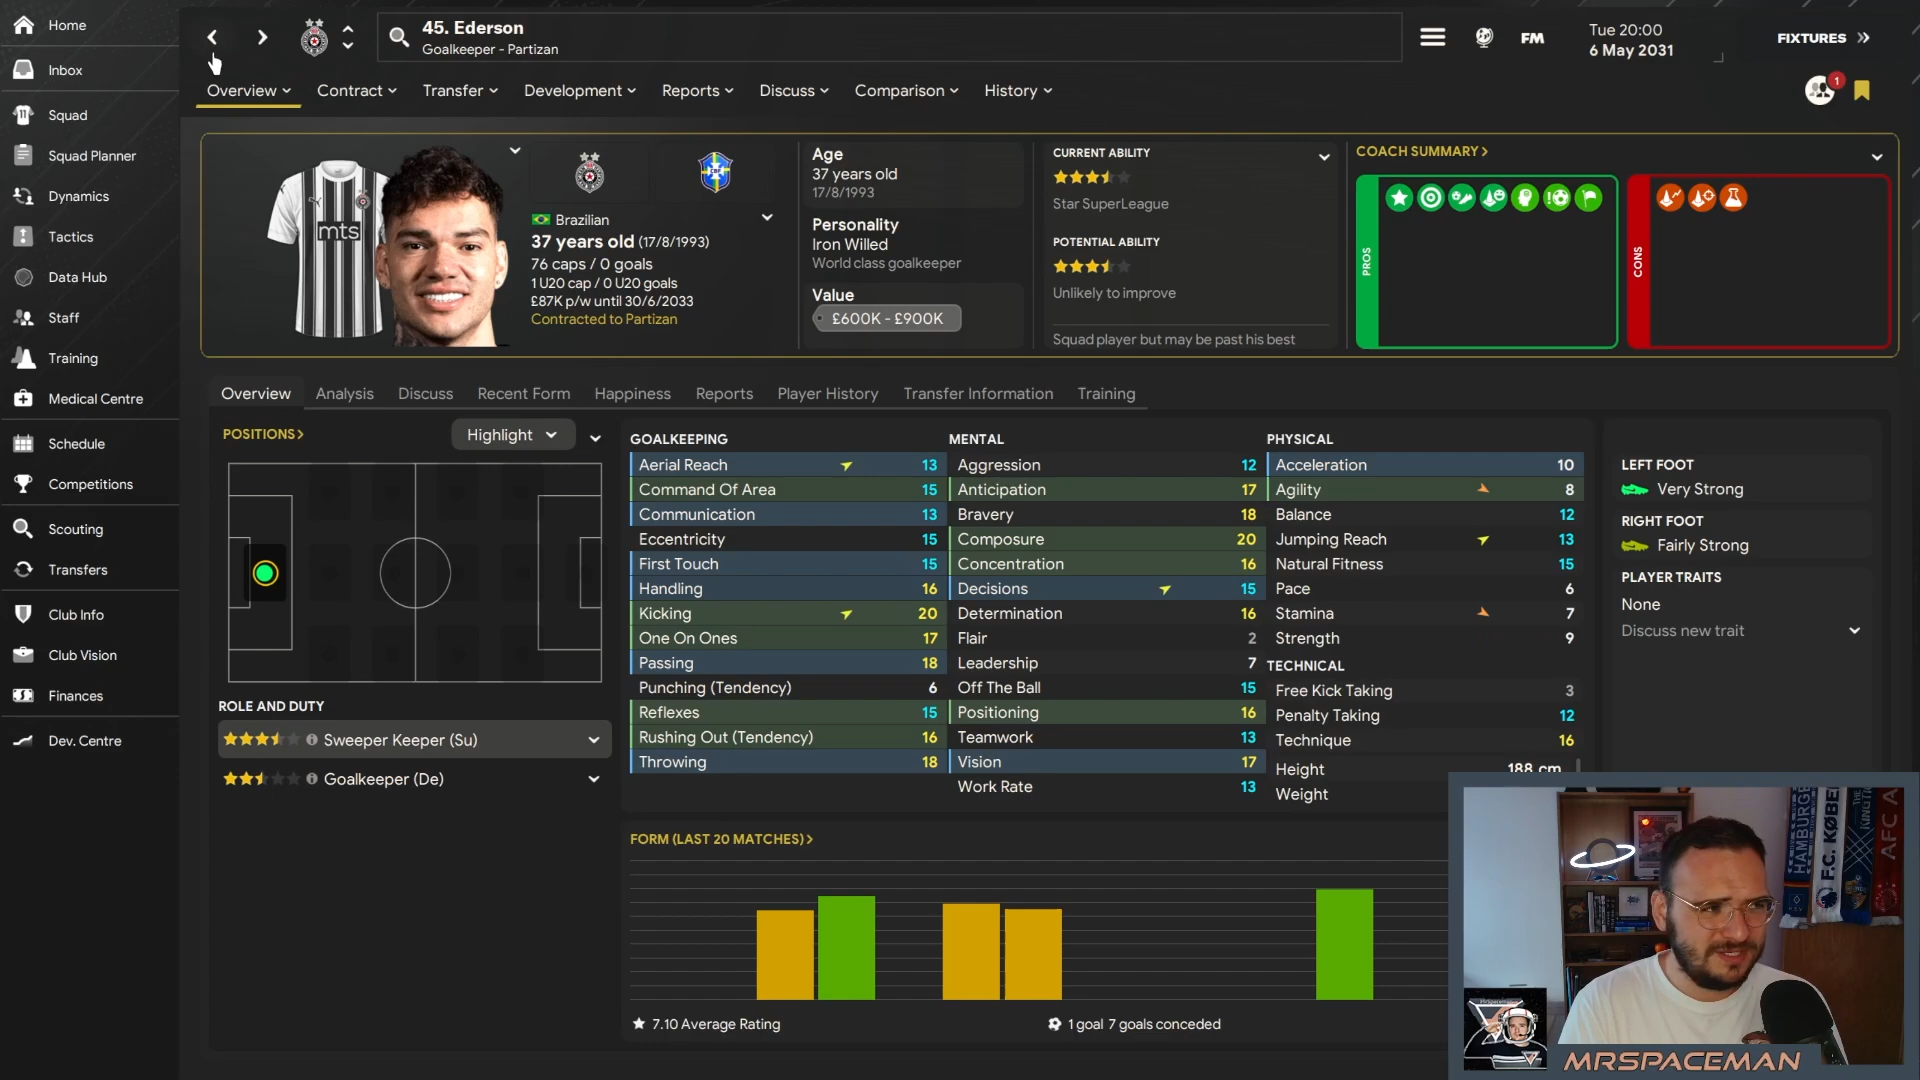 Home
Inbox
Squad
Squad Planner
Dynamics
Tactics
Data Hub
Staff
Training
Medical Centre
Schedule
Competitions
Scouting
Transfers
Club Info
Club Vision
Finances
Dev. Centre
45. Ederson
Goalkeeper - Partizan
FM
Tue 20:00
6 May 2031
FIXTURES
1
Overview
Contract
Transfer
Development
Reports
Discuss
Comparison
History
mts
Brazilian
37 years old (17/8/1993)
76 caps / 0 goals
1 U20 cap / 0 U20 goals
£87K p/w until 30/6/2033
Contracted to Partizan
Age
37 years old
17/8/1993
Personality
Iron Willed
World class goalkeeper
Value
£600K - £900K
CURRENT ABILITY
Star SuperLeague
POTENTIAL ABILITY
Unlikely to improve
Squad player but may be past his best
COACH SUMMARY
PROS
CONS
Overview
Analysis
Discuss
Recent Form
Happiness
Reports
Player History
Transfer Information
Training
POSITIONS
Highlight
ROLE AND DUTY
Sweeper Keeper (Su)
Goalkeeper (De)
GOALKEEPING
Aerial Reach 13
Command Of Area 15
Communication 13
Eccentricity 15
First Touch 15
Handling 16
Kicking 20
One On Ones 17
Passing 18
Punching (Tendency) 6
Reflexes 15
Rushing Out (Tendency) 16
Throwing 18
MENTAL
Aggression 12
Anticipation 17
Bravery 18
Composure 20
Concentration 16
Decisions 15
Determination 16
Flair 2
Leadership 7
Off The Ball 15
Positioning 16
Teamwork 13
Vision 17
Work Rate 13
PHYSICAL
Acceleration 10
Agility 8
Balance 12
Jumping Reach 13
Natural Fitness 15
Pace 6
Stamina 7
Strength 9
TECHNICAL
Free Kick Taking 3
Penalty Taking 12
Technique 16
Height 188 cm
Weight
LEFT FOOT
Very Strong
RIGHT FOOT
Fairly Strong
PLAYER TRAITS
None
Discuss new trait
FORM (LAST 20 MATCHES)
7.10 Average Rating
1 goal 7 goals conceded
HAMBURGE
F.C. KØBE
AFC A
MRSPACEMAN